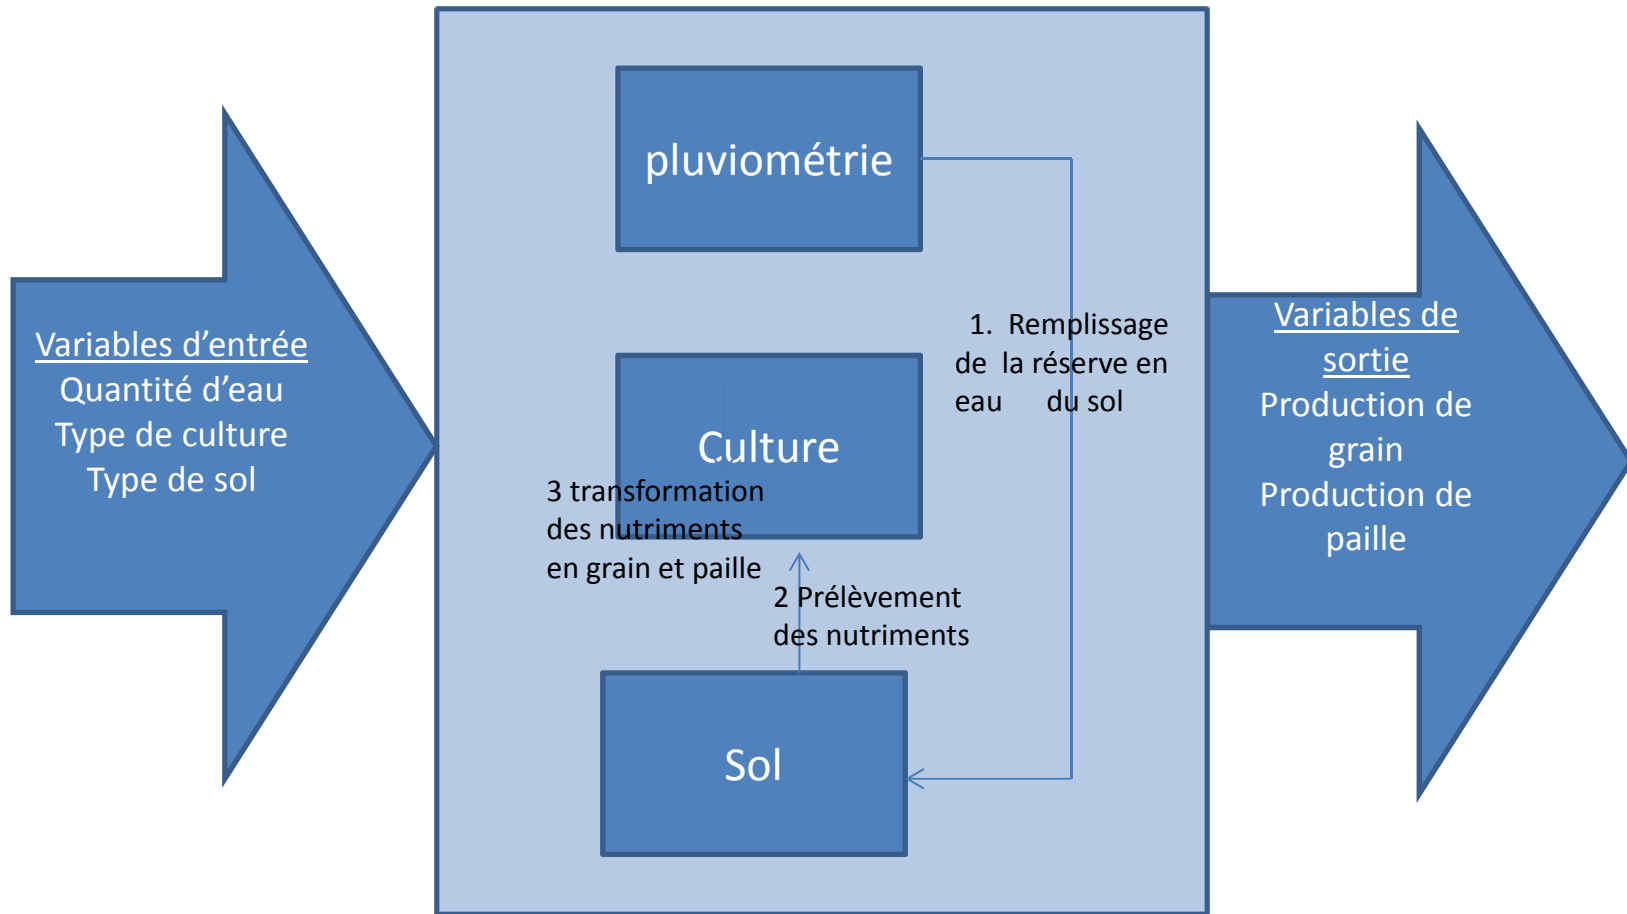 Variables d’entrée
Quantité d’eau
Type de culture
Type de sol
pluviométrie
1. Remplissage
de la réserve en
eau du sol
Culture
3 transformation
des nutriments
en grain et paille
2 Prélèvement
des nutriments
Sol
Variables de
sortie
Production de
grain
Production de
paille